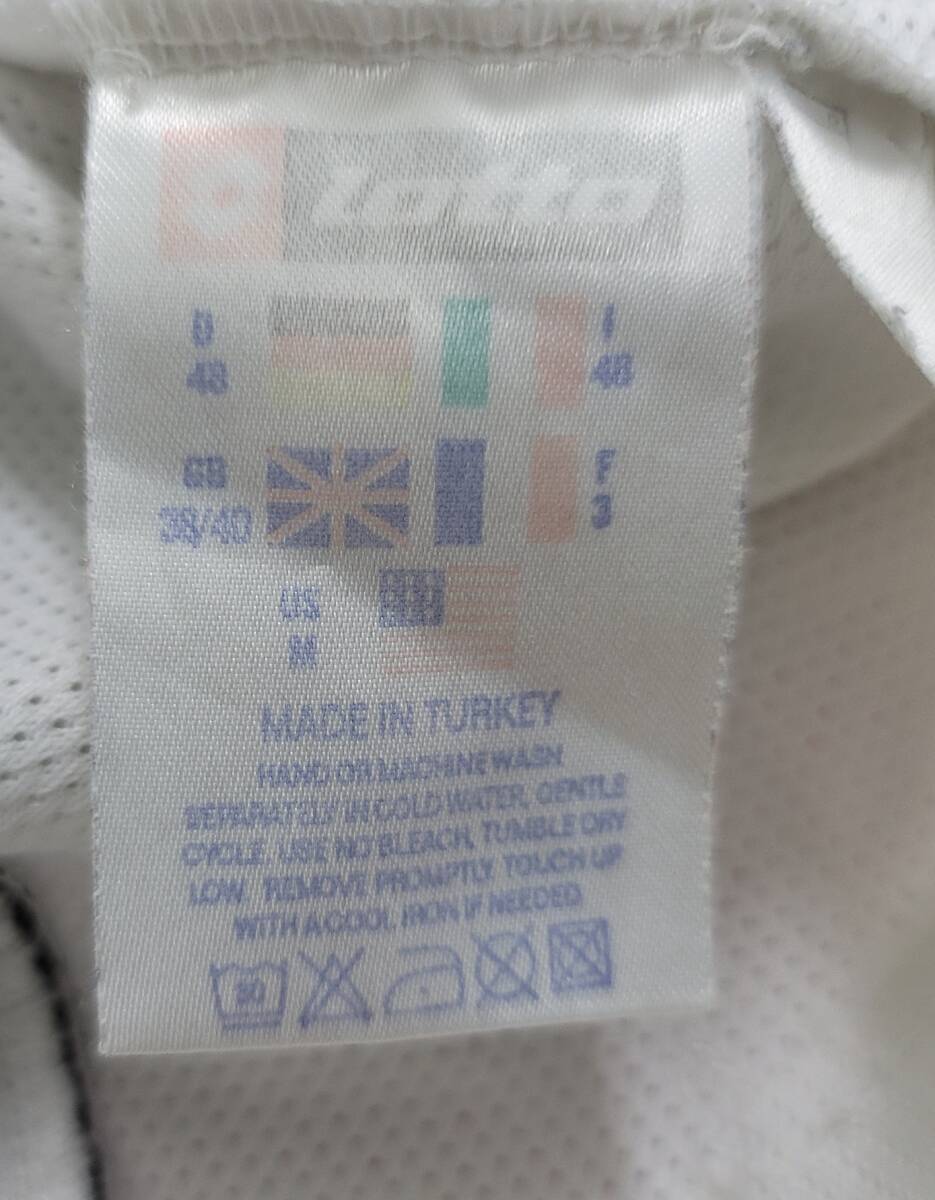 lotto
D
48
I
48
GB
38/40
F
3
US
M
MADE IN TURKEY
HAND OR MACHINE WASH
SEPARATELY IN COLD WATER, GENTLE
CYCLE. USE NO BLEACH, TUMBLE DRY
LOW. REMOVE PROMPTLY TOUCH UP
WITH A COOL IRON IF NEEDED
30